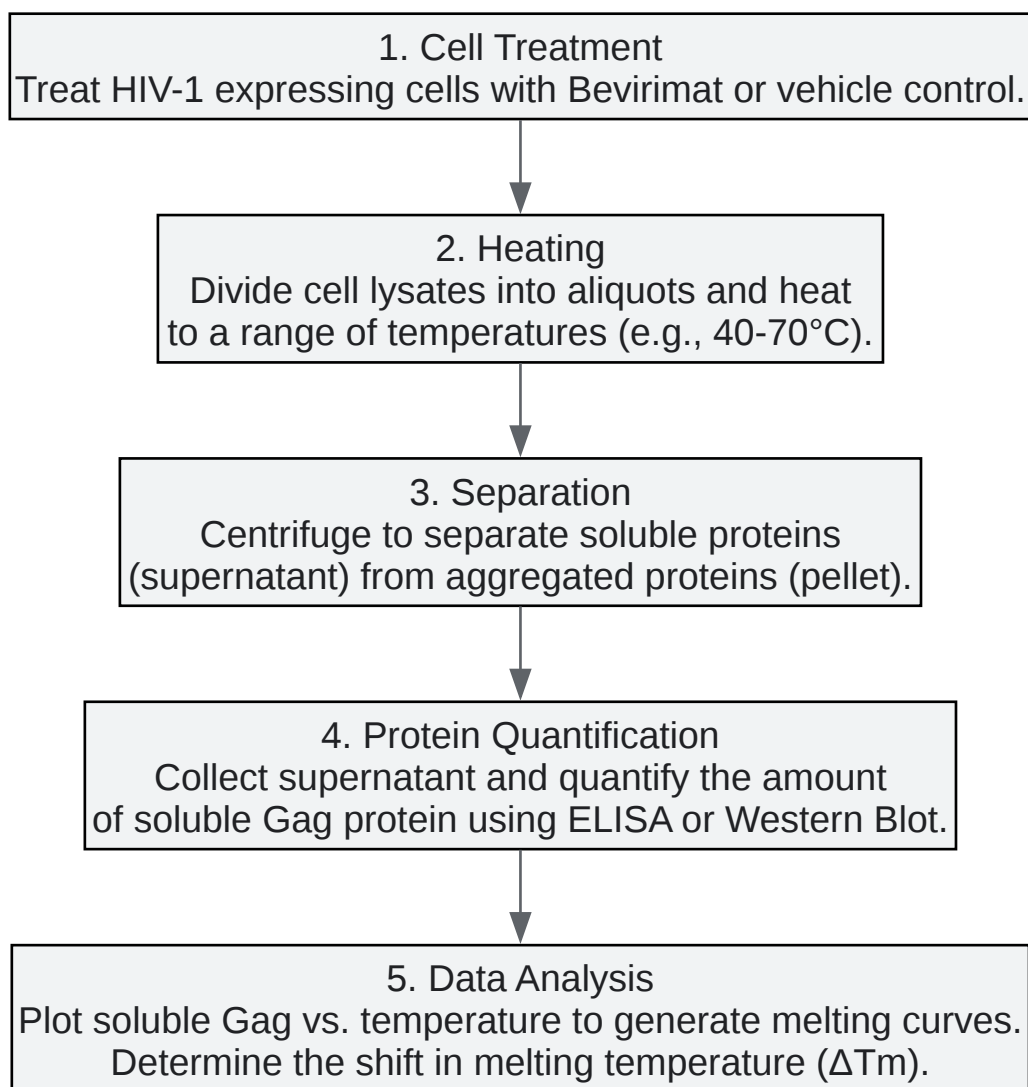 1. Cell Treatment
Treat HIV-1 expressing cells with Bevirimat or vehicle control.
2. Heating
Divide cell lysates into aliquots and heat
to a range of temperatures (e.g., 40-70°C).
3. Separation
Centrifuge to separate soluble proteins
(supernatant) from aggregated proteins (pellet).
4. Protein Quantification
Collect supernatant and quantify the amount
of soluble Gag protein using ELISA or Western Blot.
5. Data Analysis
Plot soluble Gag vs. temperature to generate melting curves.
Determine the shift in melting temperature (ΔTm).